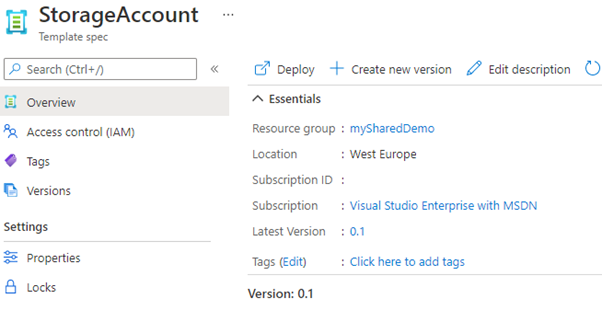 StorageAccount ...
Template spec
Search (Ctrl+/)
«
Overview
Access control (IAM)
Tags
Versions
Settings
Properties
Locks
Deploy Create new version Edit description
Essentials
Resource group : mySharedDemo
Location : West Europe
Subscription ID :
Subscription : Visual Studio Enterprise with MSDN
Latest Version : 0.1
Tags (Edit) : Click here to add tags
Version: 0.1